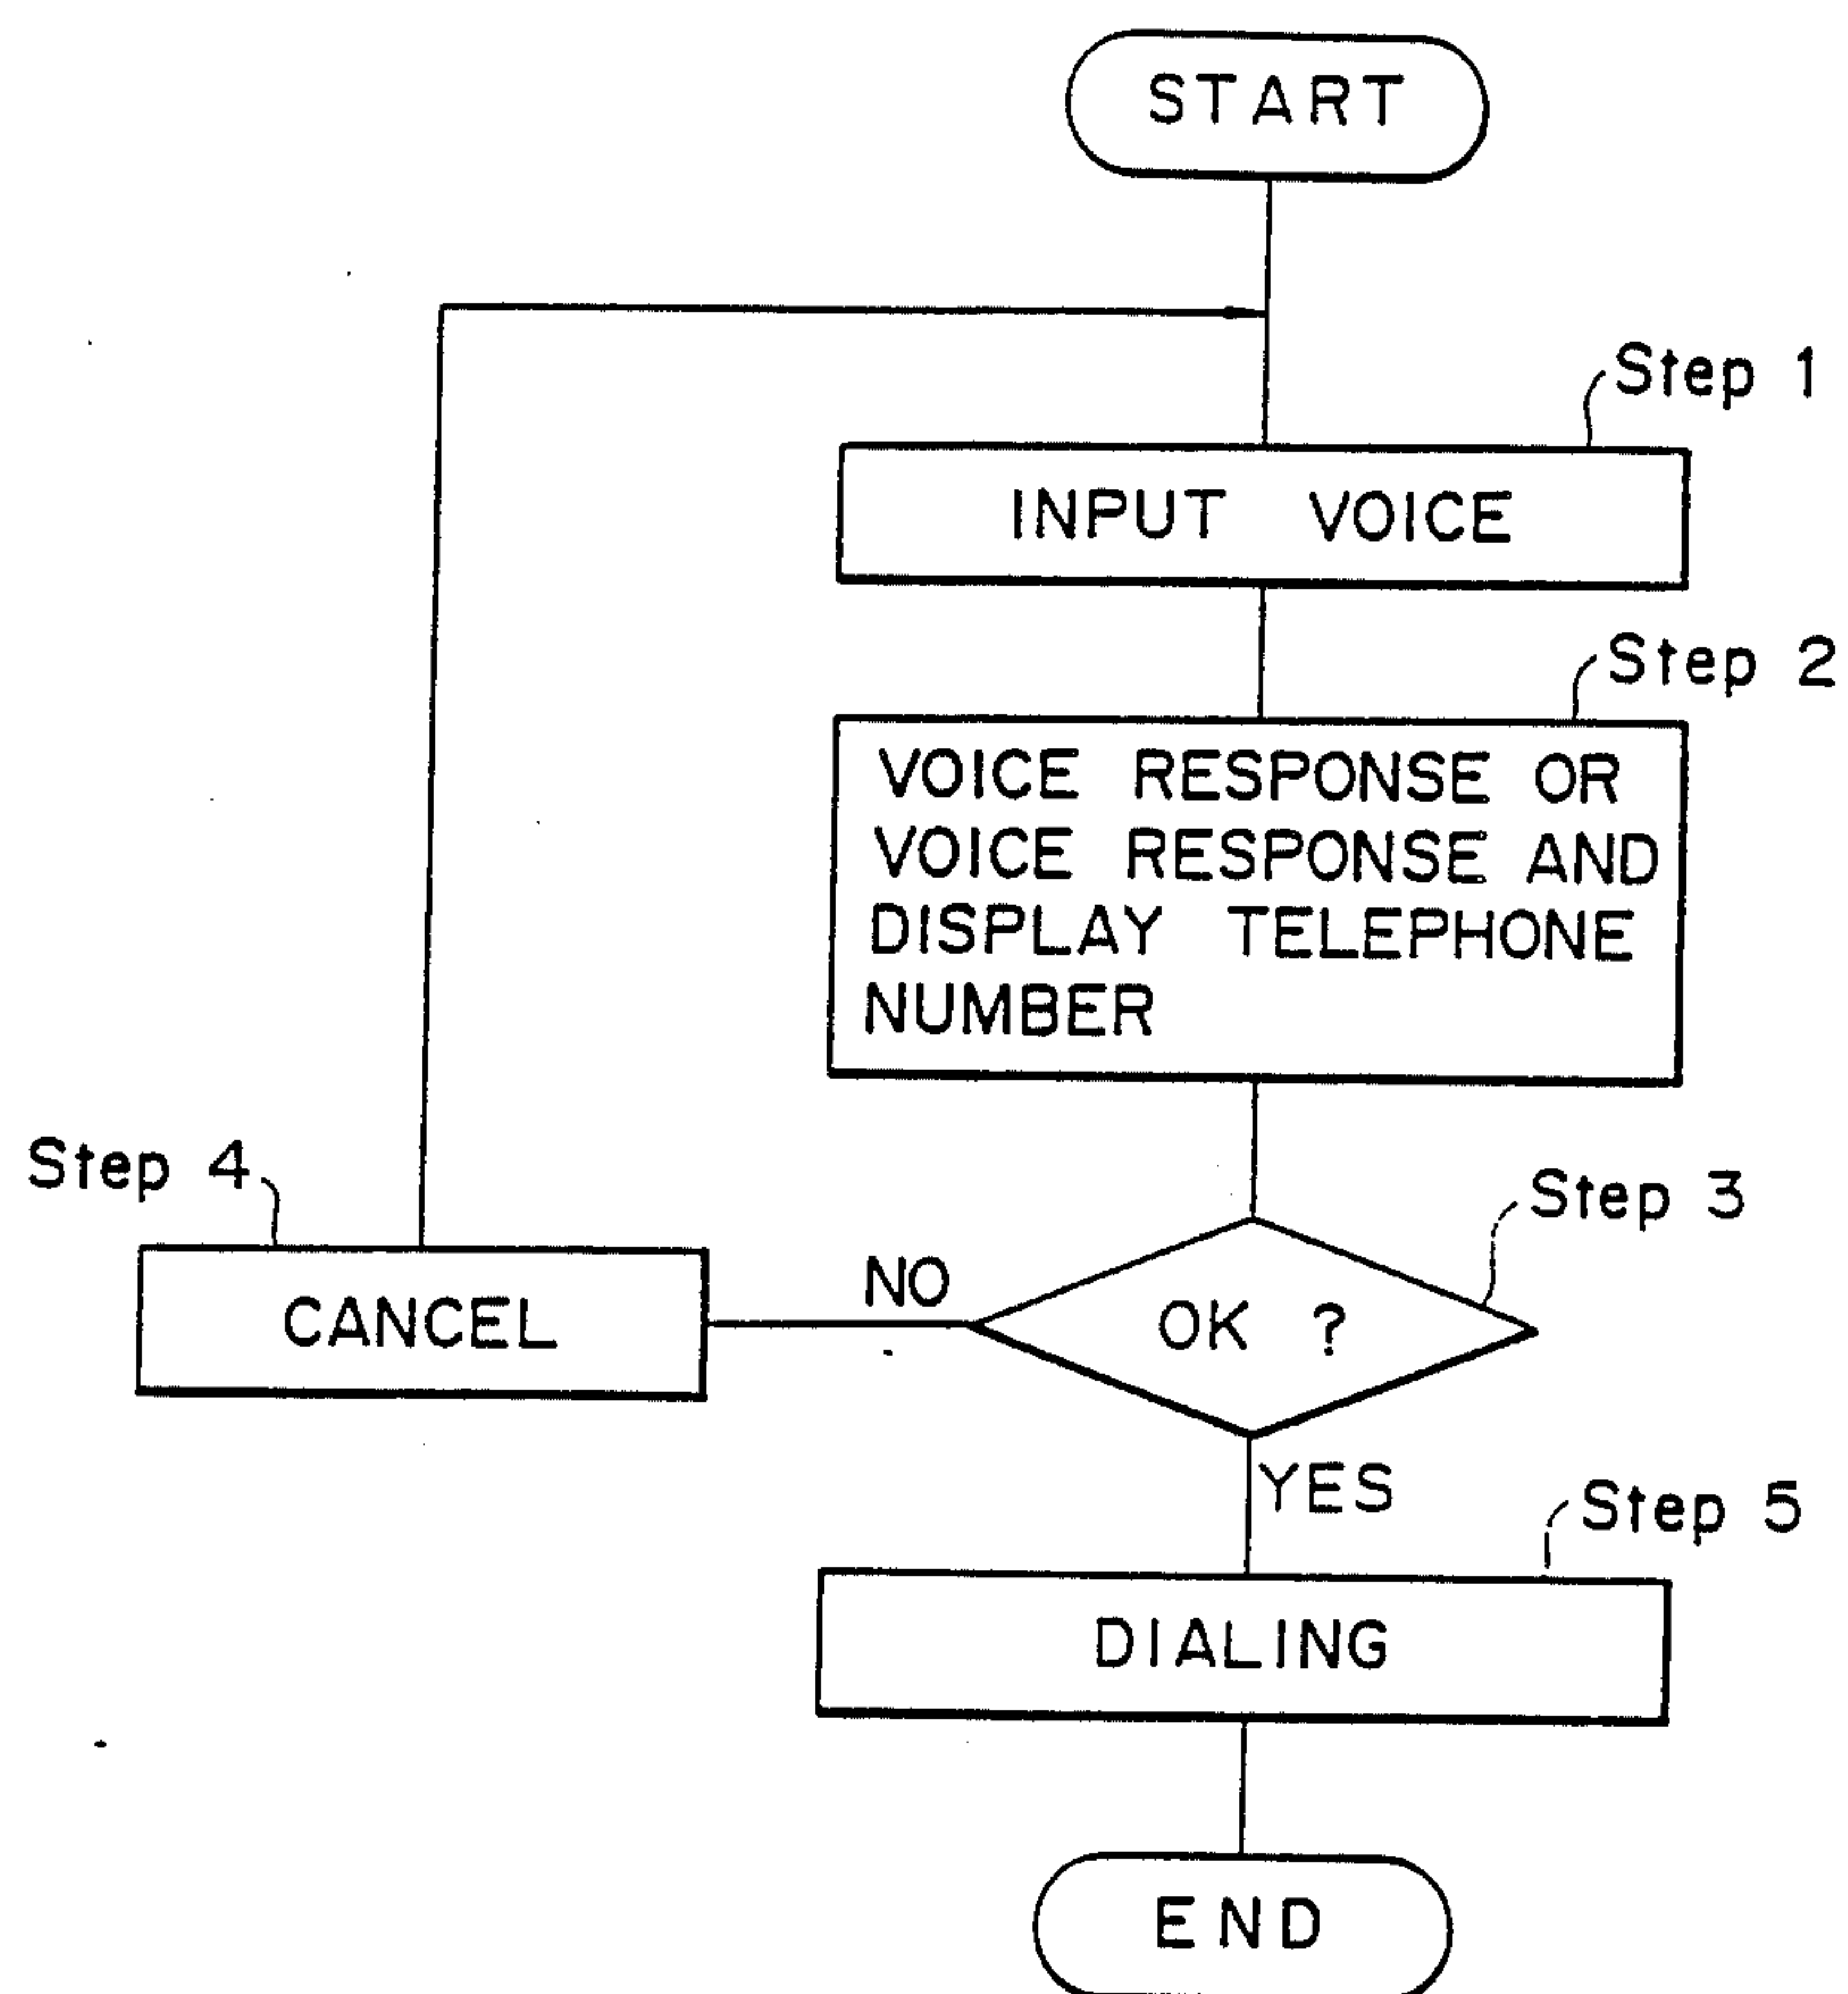 START
Step 1
INPUT VOICE
Step 2
VOICE RESPONSE OR
VOICE RESPONSE AND
DISPLAY TELEPHONE
NUMBER
Step 4
Step 3
NO
CANCEL
OK ?
YES
Step 5
DIALING
END